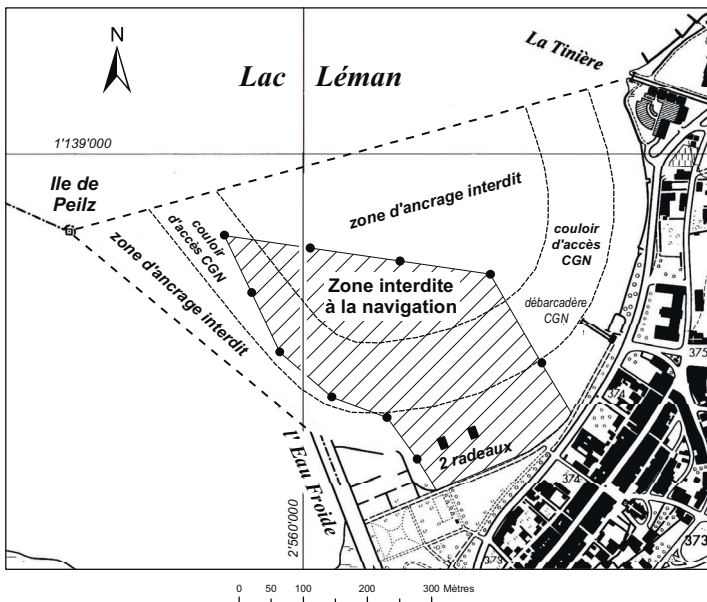 N
Lac Léman
La Tinière
1'139'000
Ile de
Peilz
zone d'ancrage interdit
couloir
d'accès CGN
zone d'ancrage interdit
couloir
d'accès
CGN
Zone interdite
à la navigation
débarcadère
CGN
375
374
2 radeaux
l' Eau Froide
374
2'560'000
373
379
0 50 100 200 300 Mètres